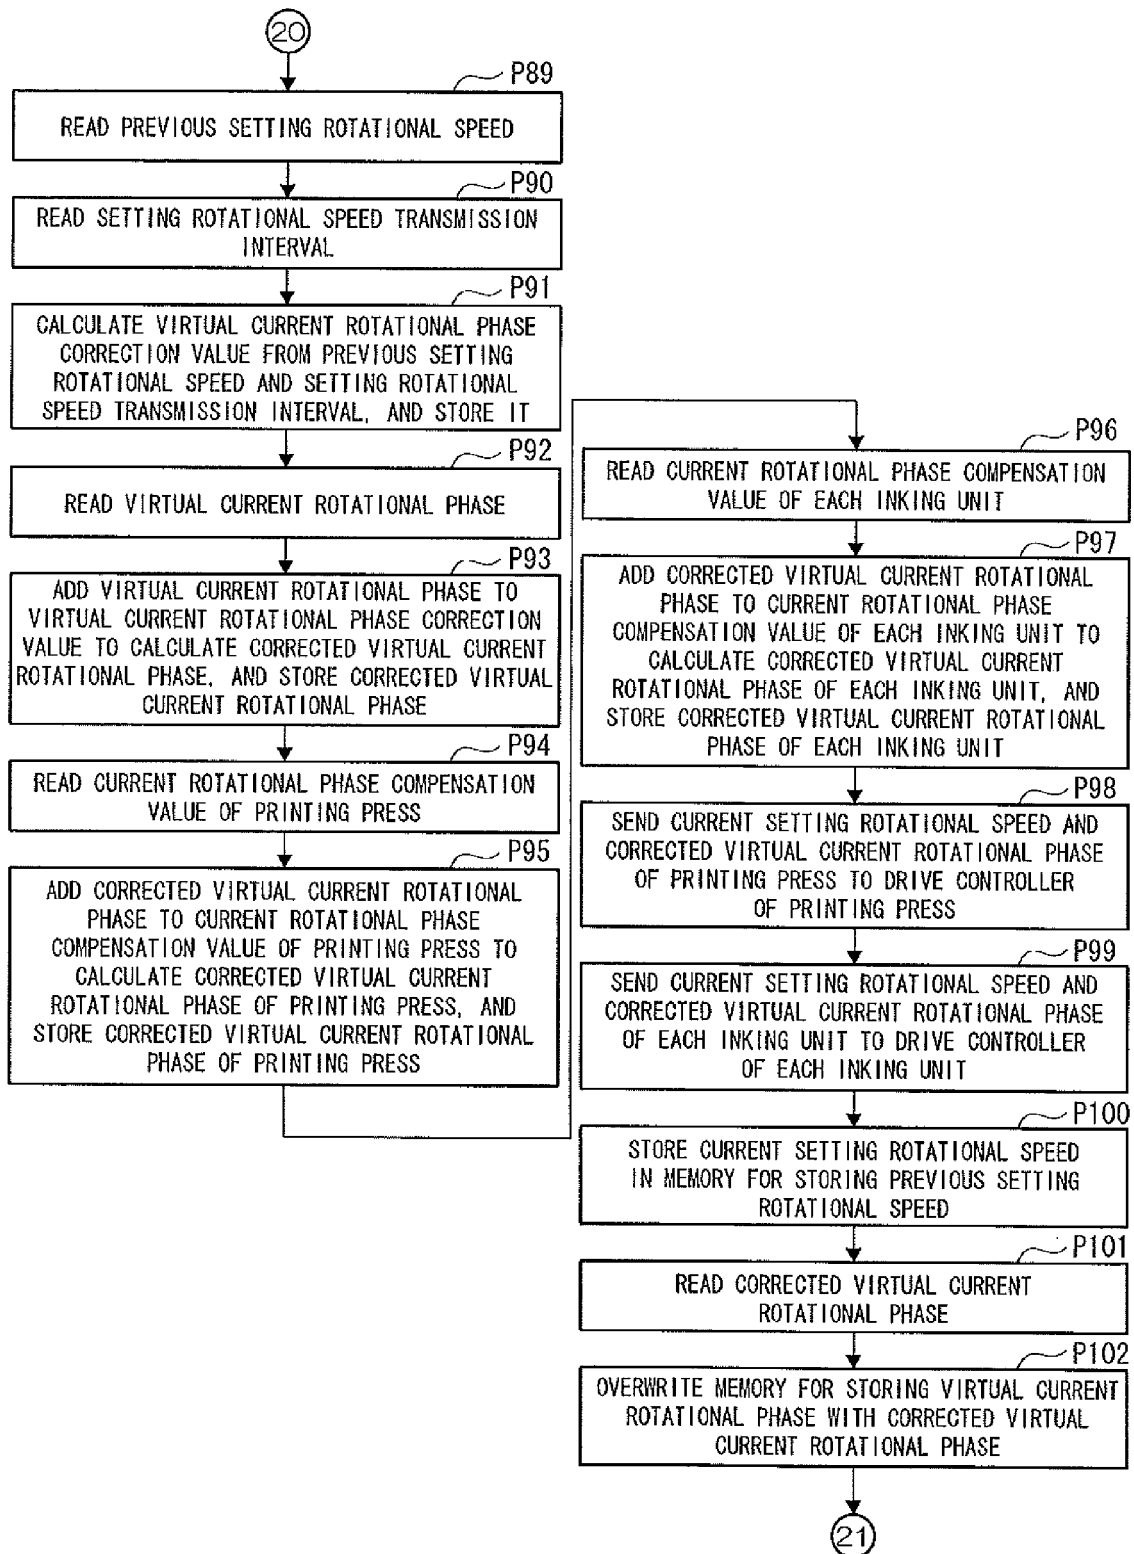 20
P89
READ PREVIOUS SETTING ROTATIONAL SPEED
P90
READ SETTING ROTATIONAL SPEED TRANSMISSION
INTERVAL
P91
CALCULATE VIRTUAL CURRENT ROTATIONAL PHASE
CORRECTION VALUE FROM PREVIOUS SETTING
ROTATIONAL SPEED AND SETTING ROTATIONAL
SPEED TRANSMISSION INTERVAL, AND STORE IT
P92
READ VIRTUAL CURRENT ROTATIONAL PHASE
P93
ADD VIRTUAL CURRENT ROTATIONAL PHASE TO
VIRTUAL CURRENT ROTATIONAL PHASE CORRECTION
VALUE TO CALCULATE CORRECTED VIRTUAL CURRENT
ROTATIONAL PHASE, AND STORE CORRECTED VIRTUAL
CURRENT ROTATIONAL PHASE
P94
READ CURRENT ROTATIONAL PHASE COMPENSATION
VALUE OF PRINTING PRESS
P95
ADD CORRECTED VIRTUAL CURRENT ROTATIONAL
PHASE TO CURRENT ROTATIONAL PHASE
COMPENSATION VALUE OF PRINTING PRESS TO
CALCULATE CORRECTED VIRTUAL CURRENT
ROTATIONAL PHASE OF PRINTING PRESS, AND
STORE CORRECTED VIRTUAL CURRENT ROTATIONAL
PHASE OF PRINTING PRESS
P96
READ CURRENT ROTATIONAL PHASE COMPENSATION
VALUE OF EACH INKING UNIT
P97
ADD CORRECTED VIRTUAL CURRENT ROTATIONAL
PHASE TO CURRENT ROTATIONAL PHASE
COMPENSATION VALUE OF EACH INKING UNIT TO
CALCULATE CORRECTED VIRTUAL CURRENT
ROTATIONAL PHASE OF EACH INKING UNIT, AND
STORE CORRECTED VIRTUAL CURRENT ROTATIONAL
PHASE OF EACH INKING UNIT
P98
SEND CURRENT SETTING ROTATIONAL SPEED AND
CORRECTED VIRTUAL CURRENT ROTATIONAL PHASE
OF PRINTING PRESS TO DRIVE CONTROLLER
OF PRINTING PRESS
P99
SEND CURRENT SETTING ROTATIONAL SPEED AND
CORRECTED VIRTUAL CURRENT ROTATIONAL PHASE
OF EACH INKING UNIT TO DRIVE CONTROLLER
OF EACH INKING UNIT
P100
STORE CURRENT SETTING ROTATIONAL SPEED
IN MEMORY FOR STORING PREVIOUS SETTING
ROTATIONAL SPEED
P101
READ CORRECTED VIRTUAL CURRENT
ROTATIONAL PHASE
P102
OVERWRITE MEMORY FOR STORING VIRTUAL CURRENT
ROTATIONAL PHASE WITH CORRECTED VIRTUAL
CURRENT ROTATIONAL PHASE
21